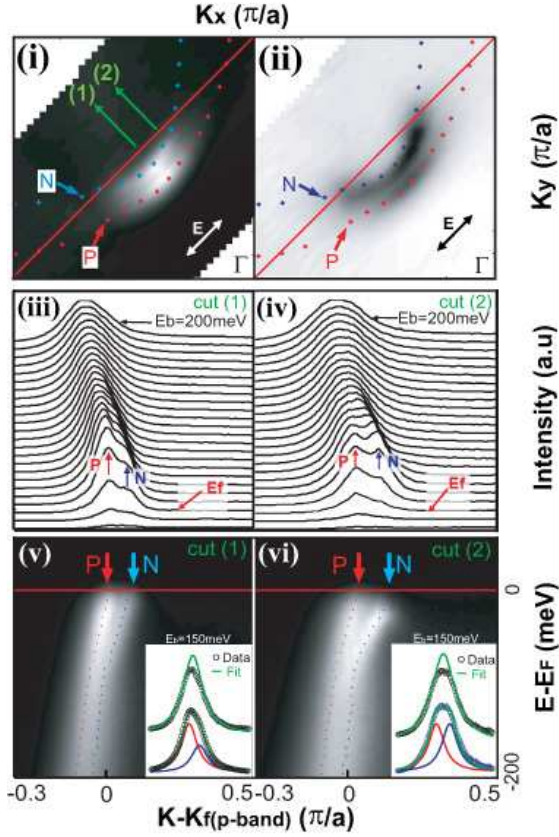 Kx (π/a)
(i)
(ii)
(2)
(1)
N
P
E
Γ
N
P
E
Γ
Ky (π/a)
(iii)
cut (1)
Eb=200meV
P
N
Ef
(iv)
cut (2)
Eb=200meV
P
N
Ef
Intensity (a.u)
(v)
P
N
cut (1)
Eb=150meV
Data
Fit
(vi)
P
N
cut (2)
Eb=150meV
Data
Fit
0
-200
E-EF (meV)
-0.3
0
0.5
-0.3
0
0.5
K-Kf(p-band) (π/a)